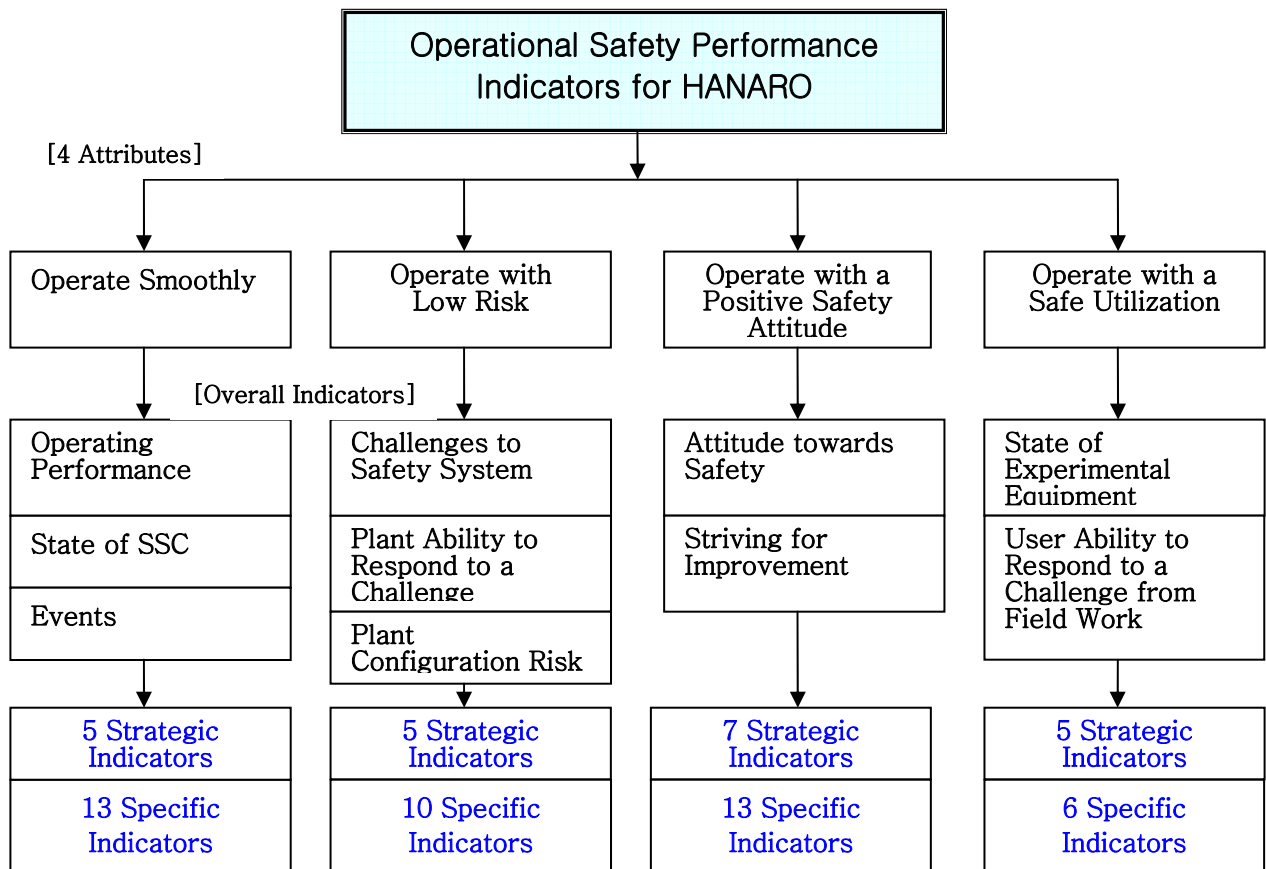 Operational Safety Performance
Indicators for HANARO
[4 Attributes]
Operate Smoothly
Operate with
Low Risk
Operate with a
Positive Safety
Attitude
Operate with a
Safe Utilization
[Overall Indicators]
Operating
Performance
State of SSC
Events
Challenges to
Safety System
Plant Ability to
Respond to a
Challenge
Plant
Configuration Risk
Attitude towards
Safety
Striving for
Improvement
State of
Experimental
Equipment
User Ability to
Respond to a
Challenge from
Field Work
5 Strategic
Indicators
13 Specific
Indicators
5 Strategic
Indicators
10 Specific
Indicators
7 Strategic
Indicators
13 Specific
Indicators
5 Strategic
Indicators
6 Specific
Indicators